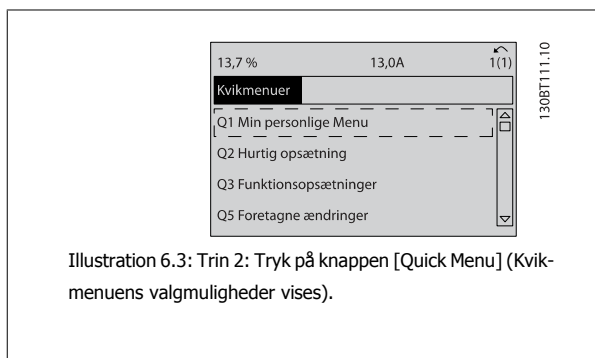 13,7 % 13,0A 1(1)
Kvikmenuer
Q1 Min personlige Menu
Q2 Hurtig opsætning
Q3 Funktionsopsætninger
Q5 Foretagne ændringer
130BT111.10
Illustration 6.3: Trin 2: Tryk på knappen [Quick Menu] (Kvik-
menuens valgmuligheder vises).